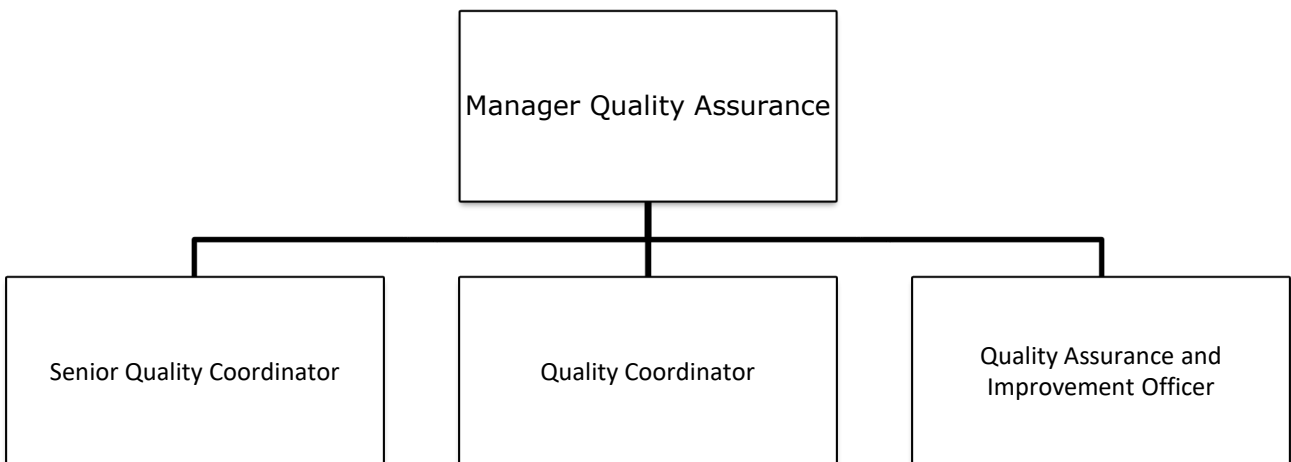 Manager Quality Assurance
Senior Quality Coordinator
Quality Coordinator
Quality Assurance and
Improvement Officer